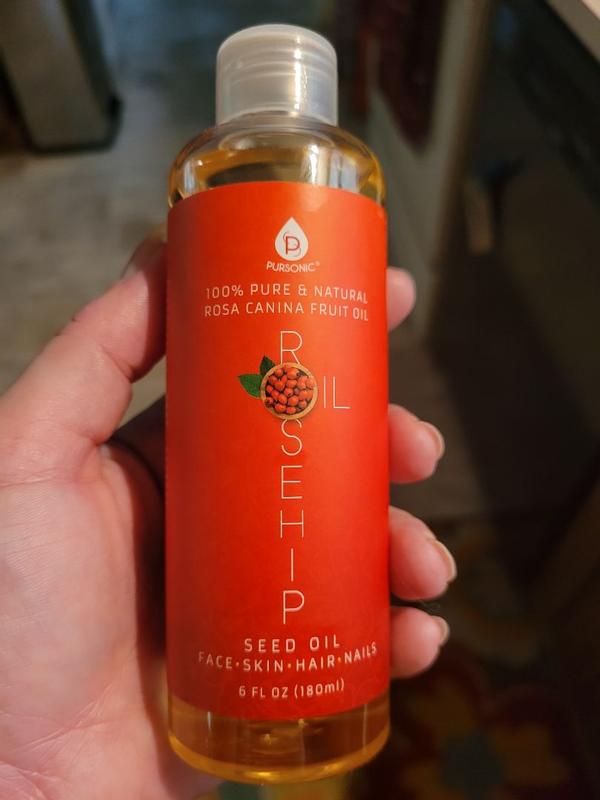 PURSONIC®
100% PURE & NATURAL
ROSA CANINA FRUIT OIL
ROSEHIP
OIL
SEED OIL
FACE•SKIN•HAIR•NAILS
6 FL OZ (180ml)